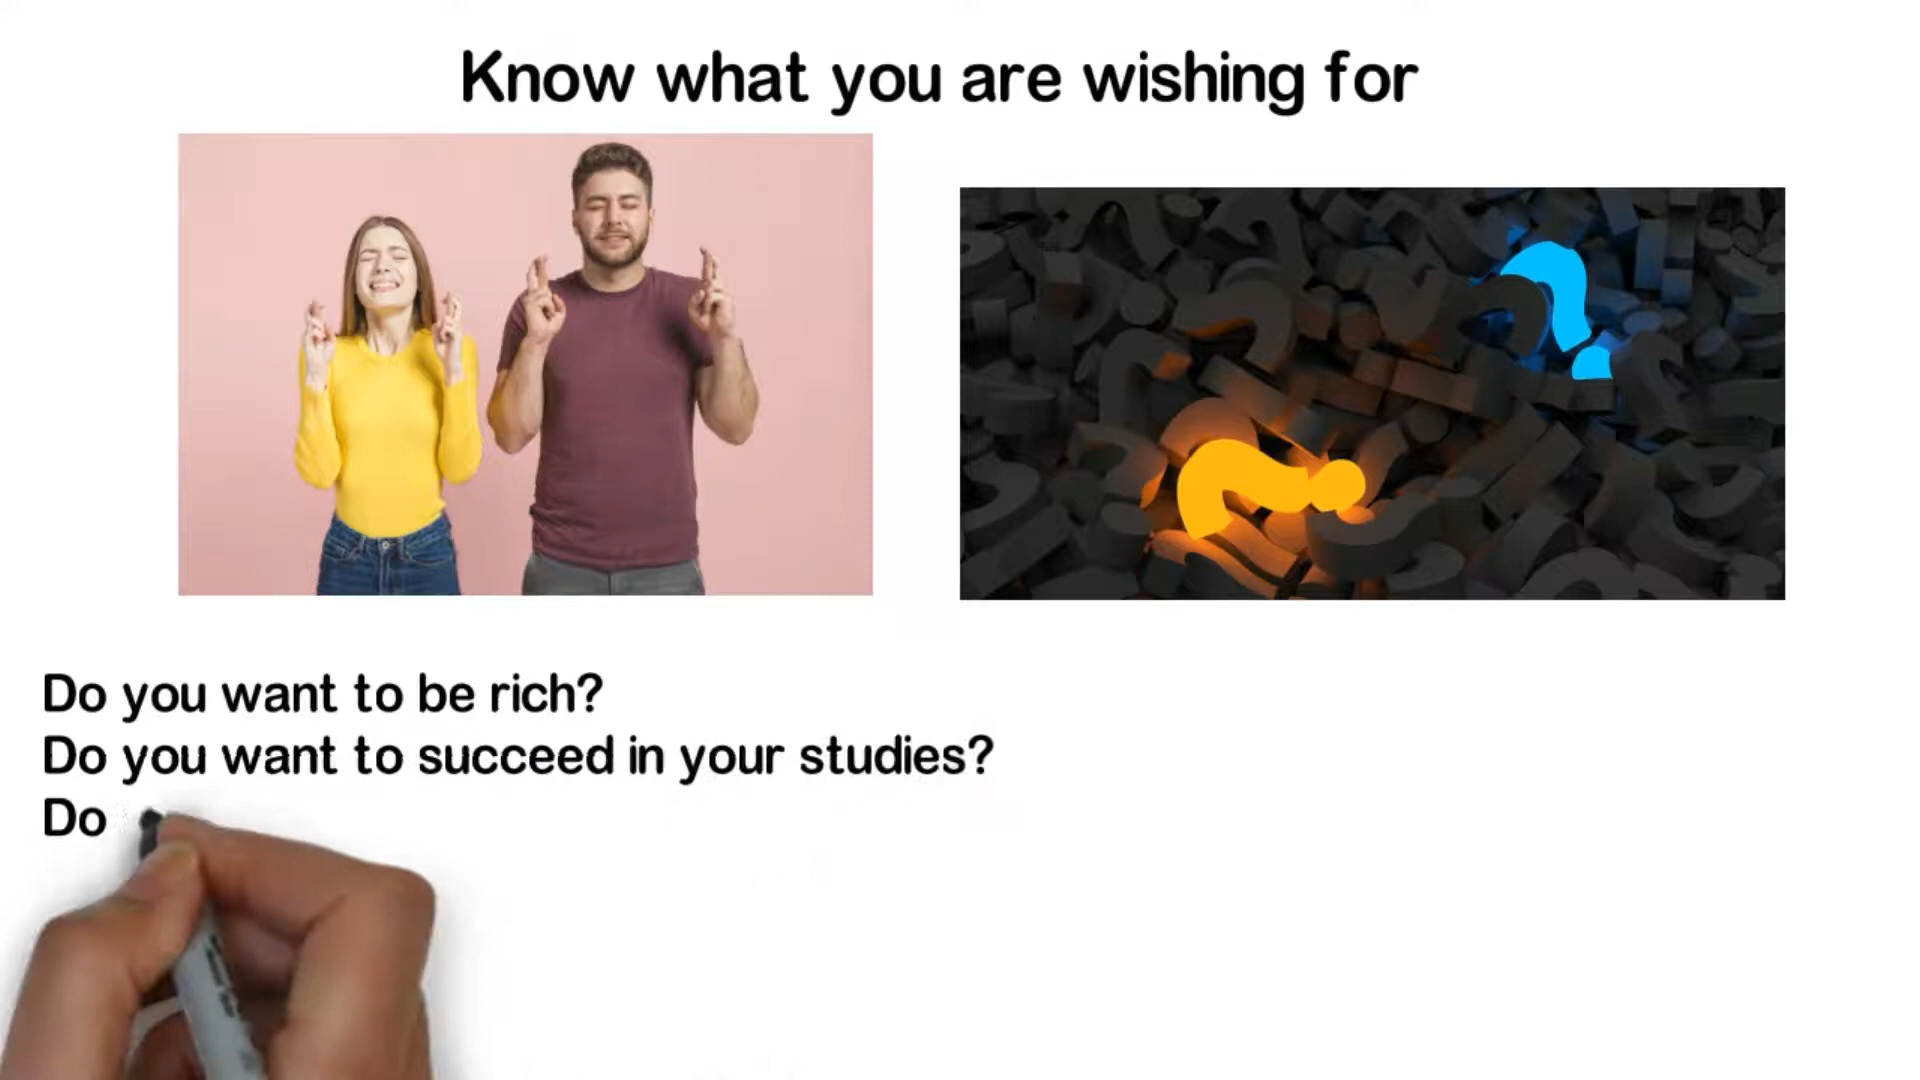 Know what you are wishing for
Do you want to be rich?
Do you want to succeed in your studies?
Do